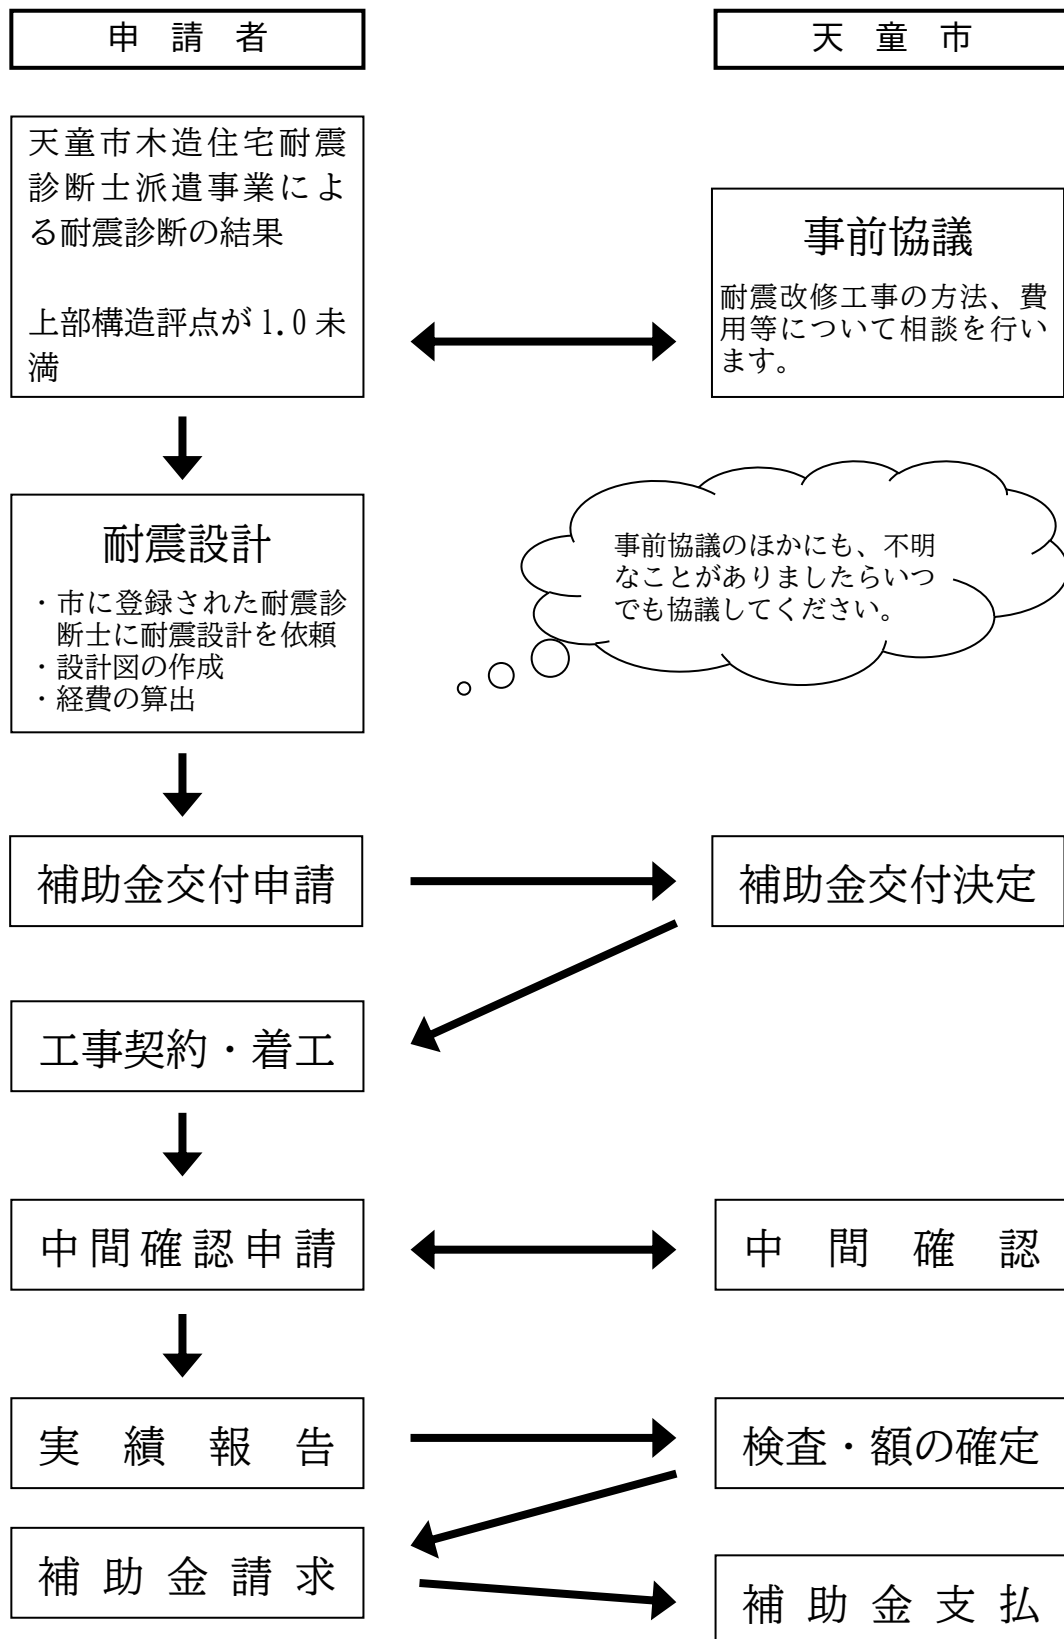 申請者
天童市
天童市木造住宅耐震
診断士派遣事業によ
る耐震診断の結果
上部構造評点が1.0未
満
事前協議
耐震改修工事の方法、費
用等について相談を行い
ます。
耐震設計
・市に登録された耐震診
断士に耐震設計を依頼
・設計図の作成
・経費の算出
事前協議のほかにも、不明
なことがありましたらいつ
でも協議してください。
補助金交付申請
補助金交付決定
工事契約・着工
中間確認申請
中間確認
実績報告
検査・額の確定
補助金請求
補助金支払